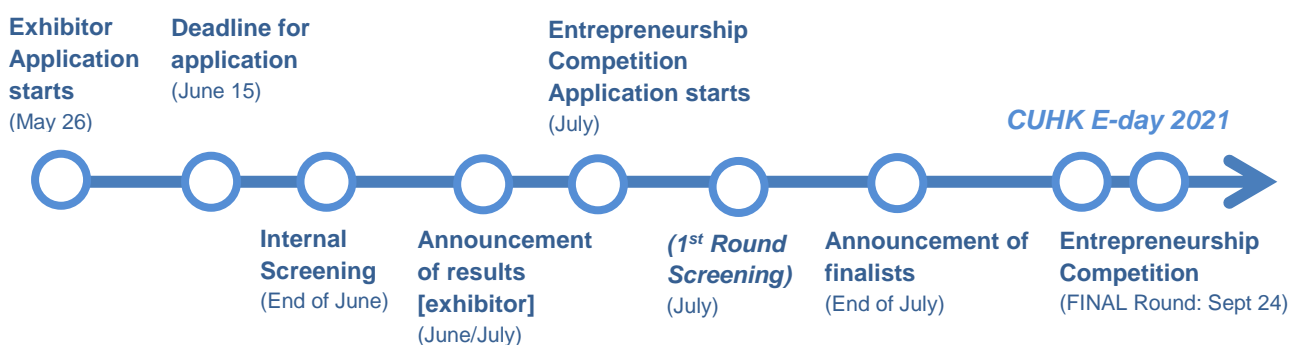 Exhibitor
Application
starts
(May 26)
Deadline for
application
(June 15)
Internal
Screening
(End of June)
Announcement
of results
[exhibitor]
(June/July)
Entrepreneurship
Competition
Application starts
(July)
(1st Round
Screening)
(July)
Announcement of
finalists
(End of July)
CUHK E-day 2021
Entrepreneurship
Competition
(FINAL Round: Sept 24)